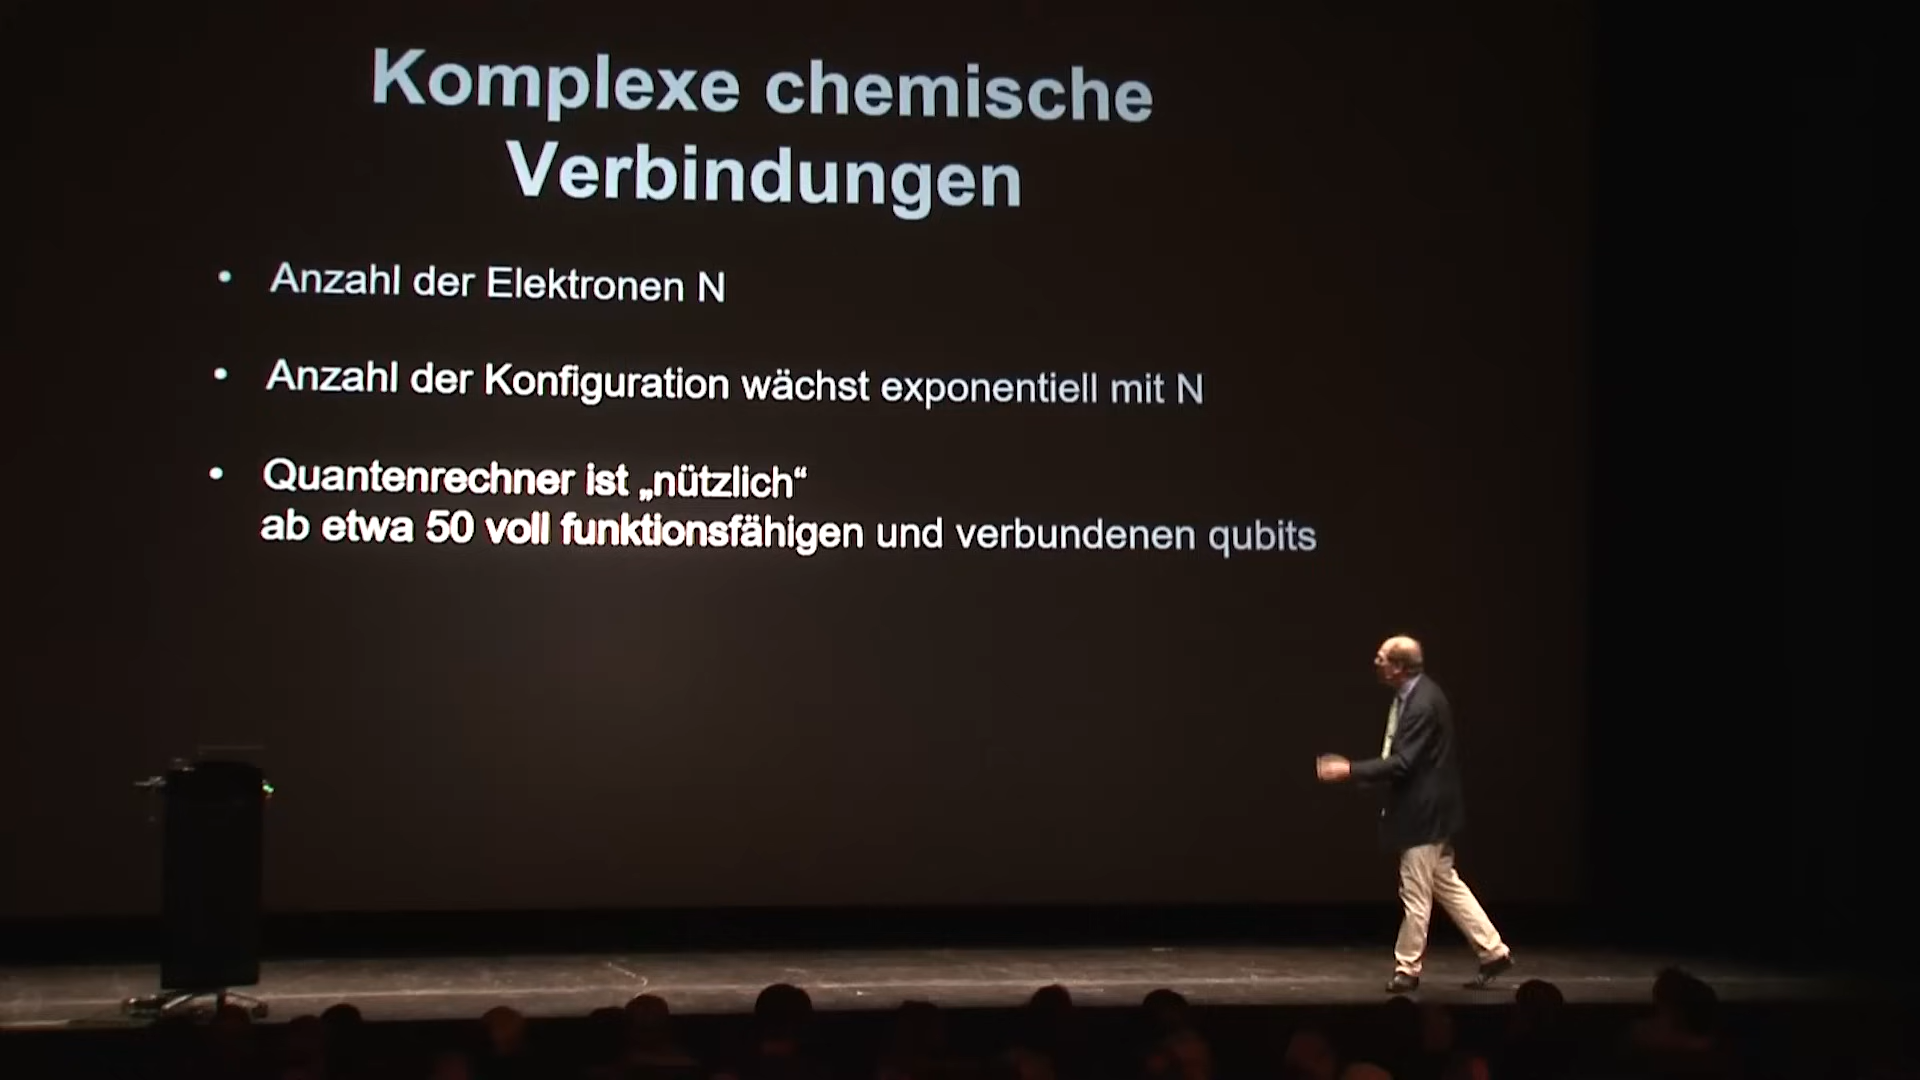 Komplexe chemische
Verbindungen
• Anzahl der Elektronen N
• Anzahl der Konfiguration wächst exponentiell mit N
• Quantenrechner ist „nützlich“
ab etwa 50 voll funktionsfähigen und verbundenen qubits